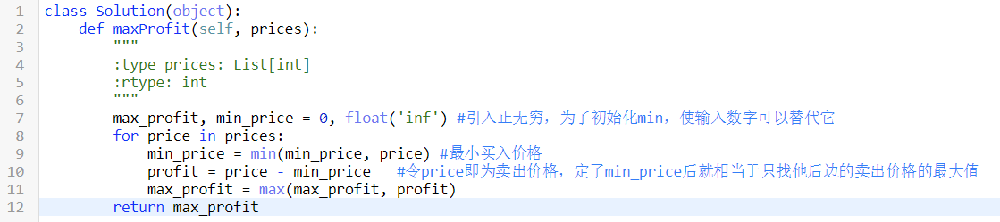 1 class Solution(object):
2     def maxProfit(self, prices):
3         """
4         :type prices: List[int]
5         :rtype: int
6         """
7         max_profit, min_price = 0, float('inf') #引入正无穷，为了初始化min，使输入数字可以替代它
8         for price in prices:
9             min_price = min(min_price, price) #最小买入价格
10             profit = price - min_price   #令price即为卖出价格，定了min_price后就相当于只找他后边的卖出价格的最大值
11             max_profit = max(max_profit, profit)
12         return max_profit